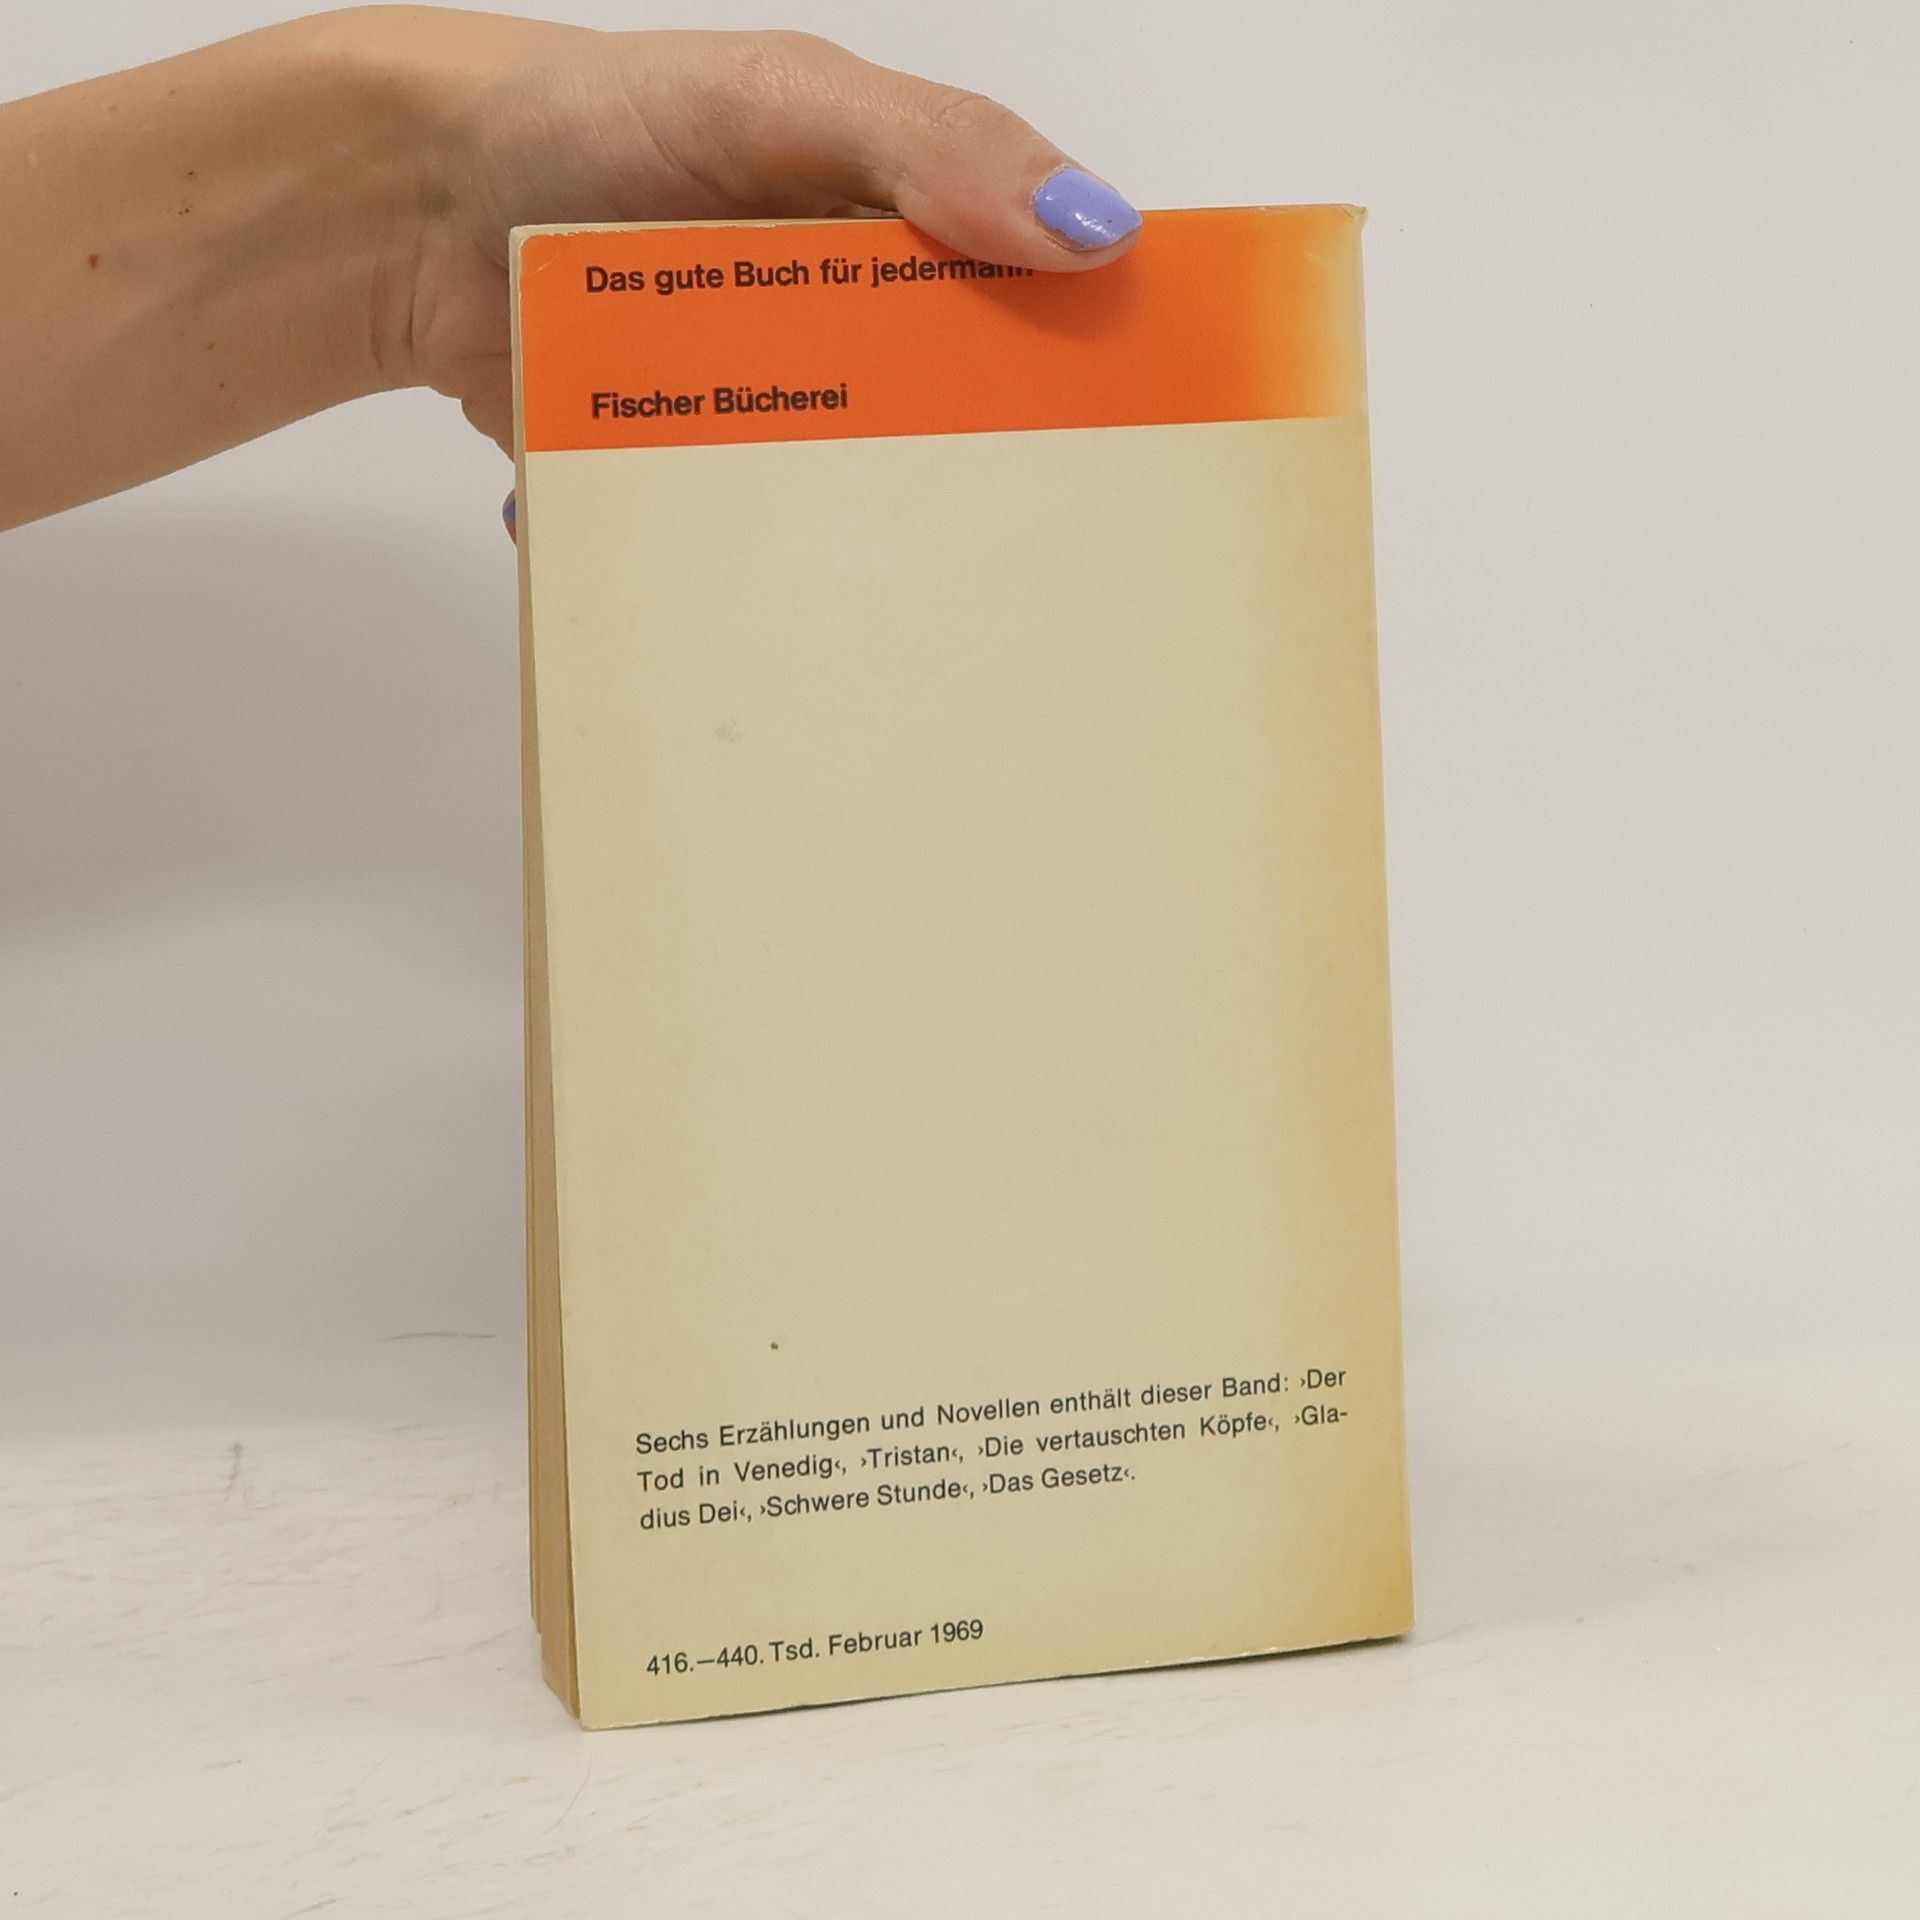 Das gute Buch für jedermann
Fischer Bücherei
Sechs Erzählungen und Novellen enthält dieser Band: ›Der
Tod in Venedig‹, ›Tristan‹, ›Die vertauschten Köpfe‹, ›Gla-
dius Dei‹, ›Schwere Stunde‹, ›Das Gesetz‹.
416.—440. Tsd. Februar 1969